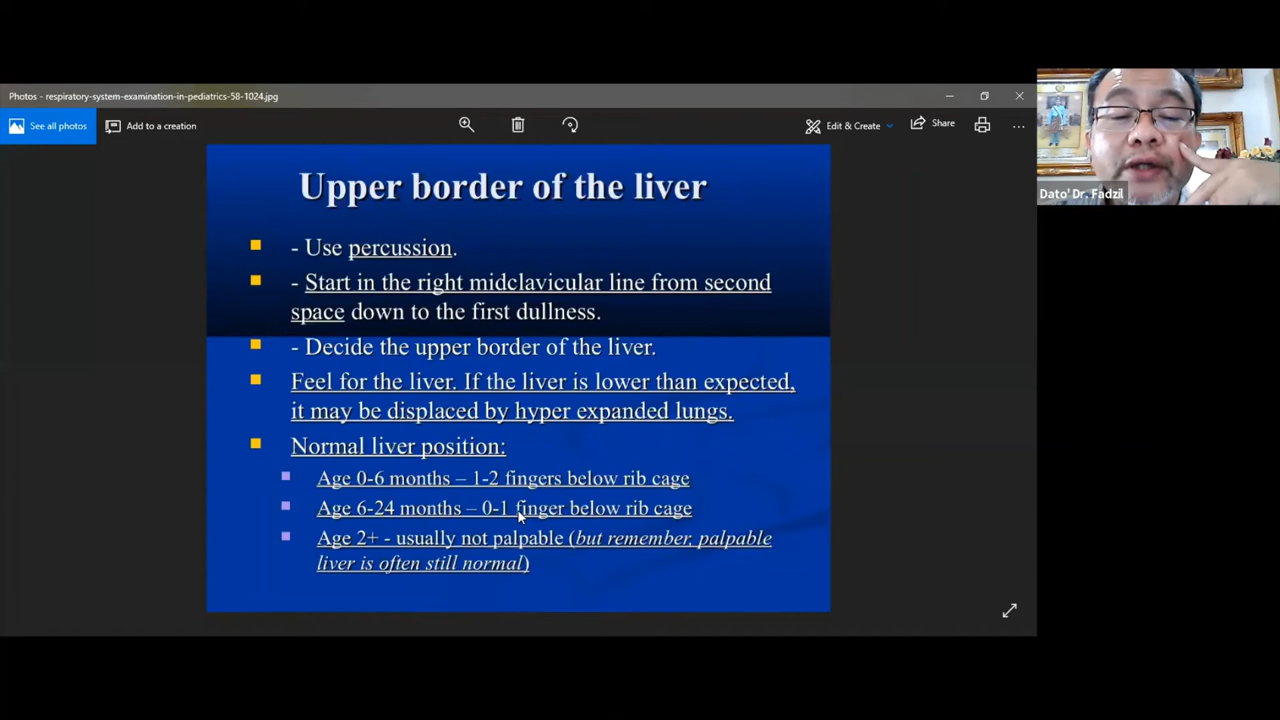 Photos - respiratory-system-examination-in-pediatrics-58-1024.jpg
See all photos
Add to a creation
Edit & Create
Share
Dato' Dr. Fadzil
Upper border of the liver
- Use percussion.
- Start in the right midclavicular line from second
space down to the first dullness.
- Decide the upper border of the liver.
Feel for the liver. If the liver is lower than expected,
it may be displaced by hyper expanded lungs.
Normal liver position:
Age 0-6 months – 1-2 fingers below rib cage
Age 6-24 months – 0-1 finger below rib cage
Age 2+ - usually not palpable (but remember, palpable
liver is often still normal)